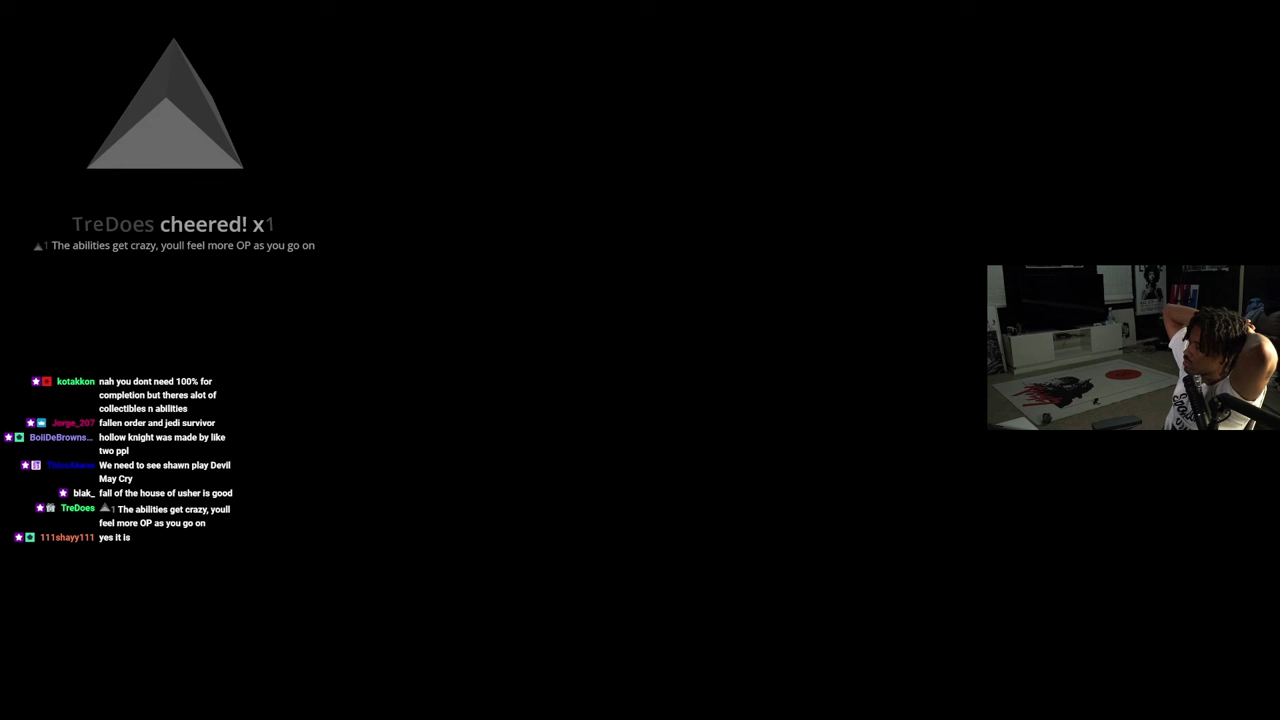 TreDoes cheered! x1
1 The abilities get crazy, youll feel more OP as you go on
kotakkon nah you dont need 100% for
completion but theres alot of
collectibles n abilities
Jorge_207 fallen order and jedi survivor
BoiiDeBrowns... hollow knight was made by like
two ppl
We need to see shawn play Devil
May Cry
blak_ fall of the house of usher is good
TreDoes 1 The abilities get crazy, youll
feel more OP as you go on
111shayy111 yes it is